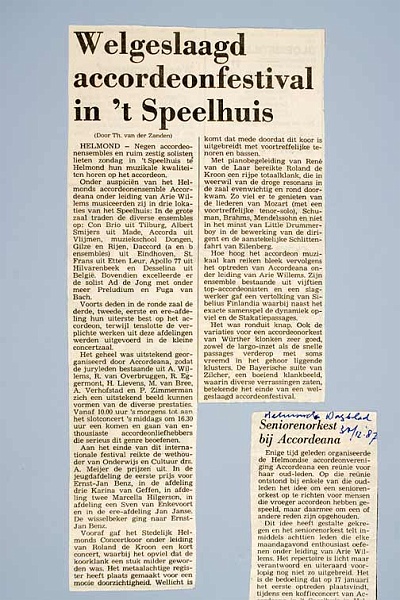 Welgeslaagd
accordeonfestival
in 't Speelhuis
(Door Th. van der Zanden)
HELMOND – Negen accordeo-
nensembles en ruim zestig solisten
lieten zondag in 't Speelhuis te
Helmond hun muzikale kwalitei-
ten horen op het accordeon.
Onder auspiciën van het Hel-
monds accordeonensemble Accor-
deana onder leiding van Arie Wil-
lems musiceerden zij in drie loka-
ties van het Speelhuis: In de grote
zaal traden de diverse ensembles
op: Con Brio uit Tilburg, Albert
Smijers uit Made, Accorda uit
Vlijmen, muziekschool Dongen,
Gilze en Rijen, Daccord (a en b
ensembles) uit Eindhoven, St.
Frans uit Etten Leur, Apollo 77 uit
Hilvarenbeek en Desselina uit
België. Bovendien excelleerde er
de solist Ad de Jong met onder
meer Preludium en Fuga van
Bach.
Voorts deden in de ronde zaal de
derde, tweede, eerste en ere-afde-
ling hun uiterste best op het ac-
cordeon, terwijl tenslotte de ver-
plichte werken uit deze afdelingen
werden uitgevoerd in de kleine
concertzaal.
Het geheel was uitstekend geor-
ganiseerd door Accordeana, zodat
de juryleden bestaande uit A. Wil-
lems, R. van Overbruggen, R. Eg-
germont, H. Lievens, M. van Bree,
A. Verhofstad en P. Zimmerman
zich een uitstekend beeld kunnen
vormen van de diverse prestaties.
Vanaf 10.00 uur 's morgens tot aan
het slotconcert 's middags om 16.30
uur een komen en gaan van en-
thousiaste accordeonliefhebbers
die serieus dit genre beoefenen.
Aan het einde van dit interna-
tionale festival reikte de wethou-
der van Onderwijs en Cultuur drs.
A. Meijer de prijzen uit: In de
jeugdafdeling de eerste prijs voor
Ernst-Jan Benz, in de afdeling
drie Karina van Goffen, in afde-
ling twee Marcella Hilgerson, in
afdeling een Sven van Enkevoort
en in de ere-afdeling Jan Jaanse.
De wisselbeker ging naar Ernst-
Jan Benz.
Vooraf gaf het Stedelijk Hel-
monds Concertkoor onder leiding
van Roland de Kroon een kort
concert, waarbij het opviel dat de
koorklank een stuk milder gewor-
den was. Het metaalachtige regis-
ter heeft plaats gemaakt voor een
mooie doorzichtigheid. Wellicht is
komt dat mede doordat dit koor is
uitgebreid met voortreffelijke te-
noren en bassen.
Met pianobegeleiding van René
van de Laar bereikte Roland de
Kroon een rijpe totaalklank, die in
weerwil van de droge resonans in
de zaal evenwichtig en rond door-
kwam. Zo viel er te genieten van
de liederen van Mozart (met een
voortreffelijke tenor-solo), Schu-
man, Brahms, Mendelsohn en niet
in het minst van Little Drummer-
boy in de bewerking van de diri-
gent en de aanstekelijke Schlitten-
fahrt van Eilenberg.
Hoe hoog het accordeon muzi-
kaal kan reiken bleek vervolgens
het optreden van Accordeana on-
der leiding van Arie Willems. Zijn
ensemble bestaande uit vijftien
top-accordeonisten en een slag-
werker gaf een vertolking van Si-
belius Finlandia waarbij naast het
exacte samenspel de dynamiek op-
viel en de Stakatiepassages.
Het was ronduit knap. Ook de
variaties voor een accordeonorkest
van Würther klonken zeer goed,
zowel de largo-inzet als de snelle
passages verderop met soms
vreemd in het gehoor liggende
klusters. De Bayerische suite van
Zilcher, een boeiend klankbeeld,
waarin diverse verrassingen zaten,
betekende het einde van een wel-
geslaagd accordeonfestival.
Helmonds Dagblad
Seniorenorkest
bij Accordeana
Enige tijd geleden organiseerde
de Helmondse accordeonvereni-
ging Accordeana een reünie voor
haar oud-leden. Op die reünie
ontstond bij enkele van die oud-
leden het idee om een senioren-
orkest op te richten voor mensen
die vroeger accordeon hebben ge-
speeld, maar daarmee om een of
andere reden zijn opgehouden.
Dit idee heeft gestalte gekre-
gen en het seniorenorkest telt in-
middels achttien leden die elke
maandagavond enthousiast oefe-
nen onder leiding van Arie Wil-
lems. Het repertoire is licht maar
verantwoord en uiteraard voor-
lopig nog niet zo uitgebreid. Het
is de bedoeling dat op 17 januari
het eerste optreden plaatsvindt,
tijdens een koffieconcert van Ac-